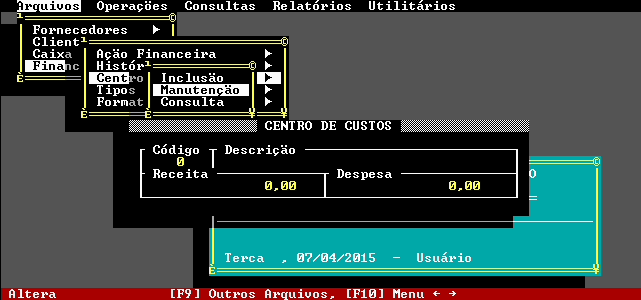 Arquivos Operações Consultas Relatórios Utilitários
Fornecedores
Client
Caixa
Financ
Ação Financeira
Histór
Centro
Tipos
Format
Inclusão
Manutenção
Consulta
CENTRO DE CUSTOS
Código Descrição
0
Receita Despesa
0,00 0,00
O
Terca , 07/04/2015 - Usuário
Altera [F9] Outros Arquivos, [F10] Menu ← →